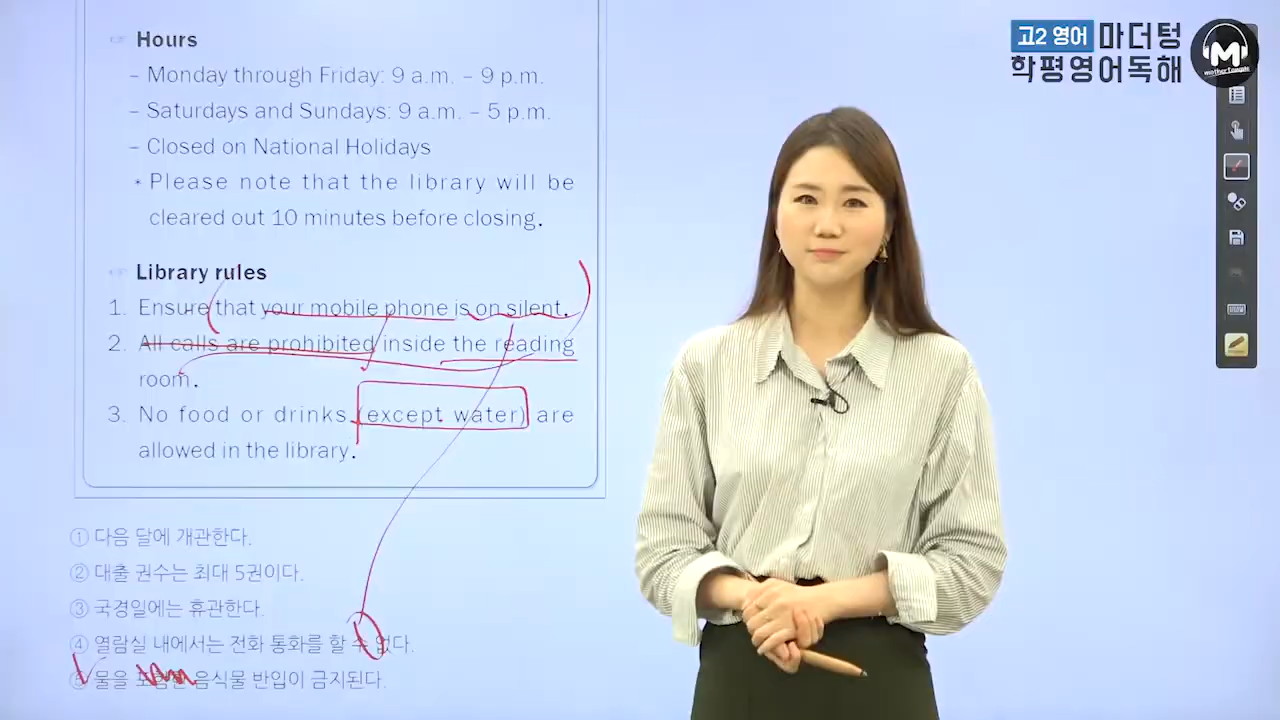 Hours
– Monday through Friday: 9 a.m. – 9 p.m.
– Saturdays and Sundays: 9 a.m. – 5 p.m.
– Closed on National Holidays
* Please note that the library will be
cleared out 10 minutes before closing.
Library rules
1. Ensure that your mobile phone is on silent.
2. All calls are prohibited inside the reading
room.
3. No food or drinks (except water) are
allowed in the library.
① 다음 달에 개관한다.
② 대출 권수는 최대 5권이다.
③ 국경일에는 휴관한다.
④ 열람실 내에서는 전화 통화를 할 수 없다.
⑤ 물을 포함한 음식물 반입이 금지된다.
고2 영어 마더텅
학평영어독해
M
mother tongue